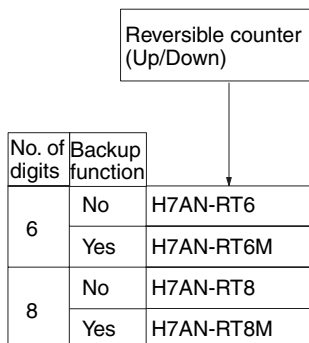 Reversible counter
(Up/Down)
No. of digits Backup function
6 No H7AN-RT6
Yes H7AN-RT6M
8 No H7AN-RT8
Yes H7AN-RT8M